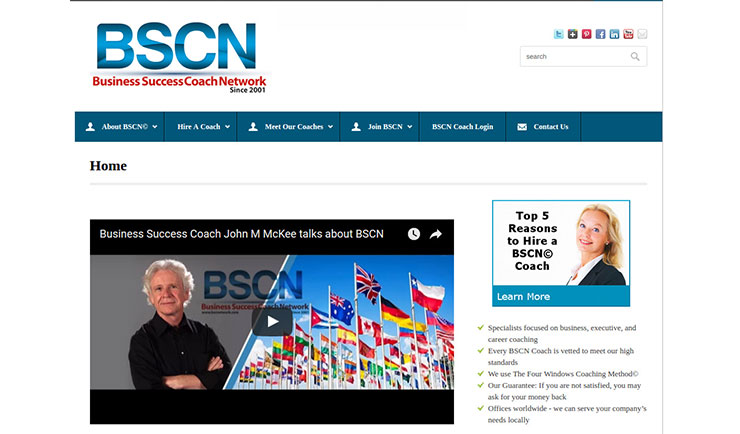 BSCN
Business Success Coach Network
Since 2001
search
About BSCN©
Hire A Coach
Meet Our Coaches
Join BSCN
BSCN Coach Login
Contact Us
Home
Business Success Coach John M McKee talks about BSCN
BSCN
Business Success Coach Network
Since 2001
Top 5
Reasons
to Hire a
BSCN©
Coach
Learn More
Specialists focused on business, executive, and
career coaching
Every BSCN Coach is vetted to meet our high
standards
We use The Four Windows Coaching Method©
Our Guarantee: If you are not satisfied, you may
ask for your money back
Offices worldwide - we can serve your company's
needs locally